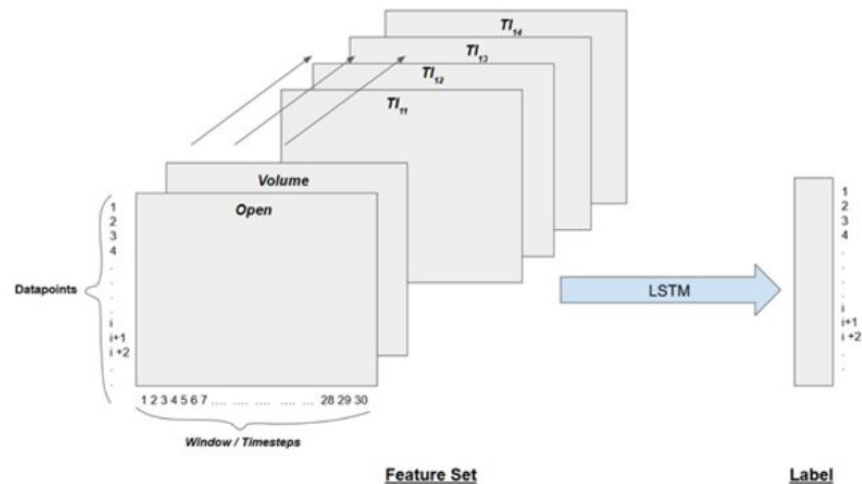 TI₁₄
TI₁₃
TI₁₂
TI₁₁
Volume
Open
1
2
3
4
.
.
.
.
i
i+1
i +2
.
.
Datapoints
1 2 3 4 5 6 7 .... .... .... .... ... 28 29 30
Window / Timesteps
LSTM
1
2
3
4
.
.
.
.
i
i+1
i +2
.
.
Feature Set
Label